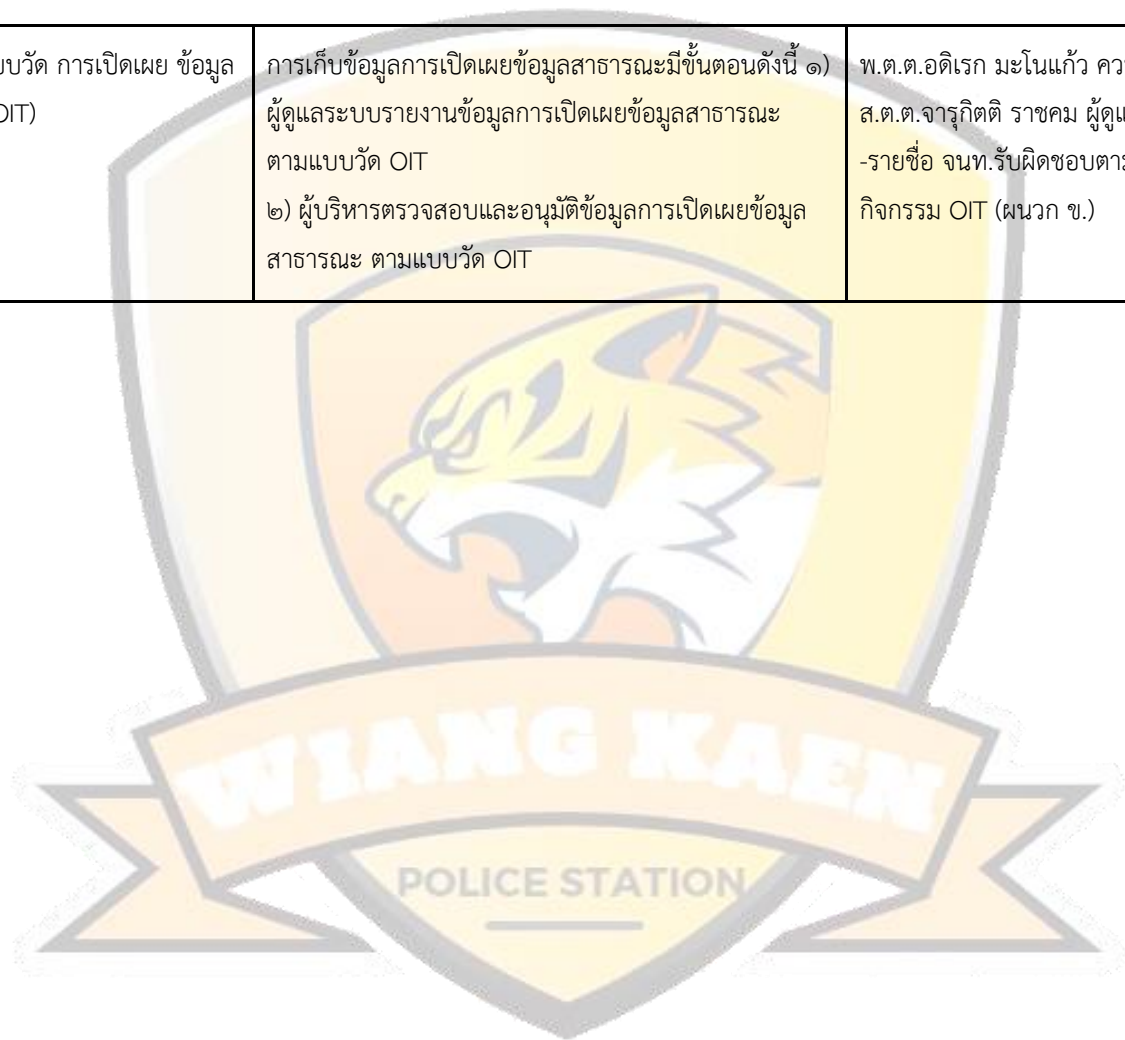 การเปิดเผย ข้อมูล
OIT)
การเก็บข้อมูลการเปิดเผยข้อมูลสาธารณะมีขั้นตอนดังนี้ ๑)
ผู้ดูแลระบบรายงานข้อมูลการเปิดเผยข้อมูลสาธารณะ
ตามแบบวัด OIT
๒) ผู้บริหารตรวจสอบและอนุมัติข้อมูลการเปิดเผยข้อมูล
สาธารณะ ตามแบบวัด OIT
พ.ต.ต.อดิเรก มะโนแก้ว
ส.ต.ต.จารุกิตติ ราชคม
-รายชื่อ จนท.รับผิดชอบ
กิจกรรม OIT (ผนวก ข.)
WIANG KAEN
POLICE STATION